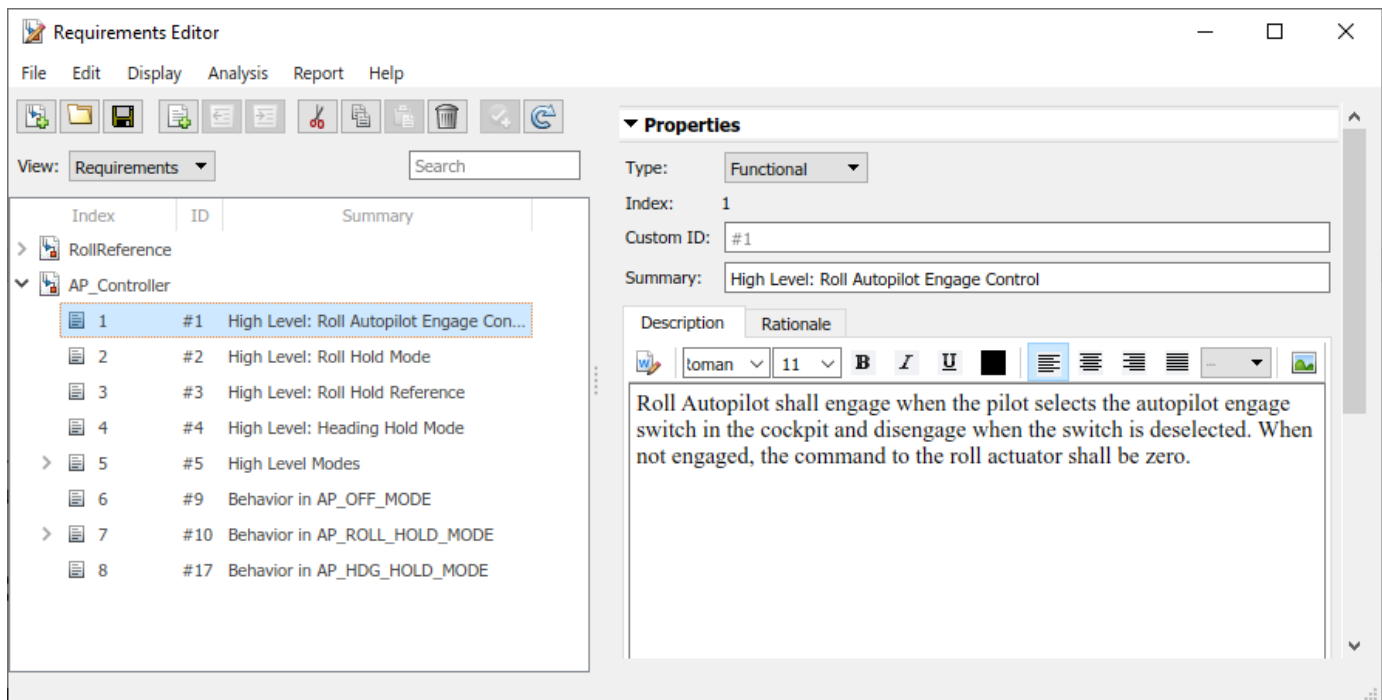 Requirements Editor
File Edit Display Analysis Report Help
View: Requirements Search
Index ID Summary
RollReference
AP_Controller
1 #1 High Level: Roll Autopilot Engage Con...
2 #2 High Level: Roll Hold Mode
3 #3 High Level: Roll Hold Reference
4 #4 High Level: Heading Hold Mode
5 #5 High Level Modes
6 #9 Behavior in AP_OFF_MODE
7 #10 Behavior in AP_ROLL_HOLD_MODE
8 #17 Behavior in AP_HDG_HOLD_MODE
Properties
Type: Functional
Index: 1
Custom ID: #1
Summary: High Level: Roll Autopilot Engage Control
Description Rationale
toman 11 B I U ...
Roll Autopilot shall engage when the pilot selects the autopilot engage
switch in the cockpit and disengage when the switch is deselected. When
not engaged, the command to the roll actuator shall be zero.